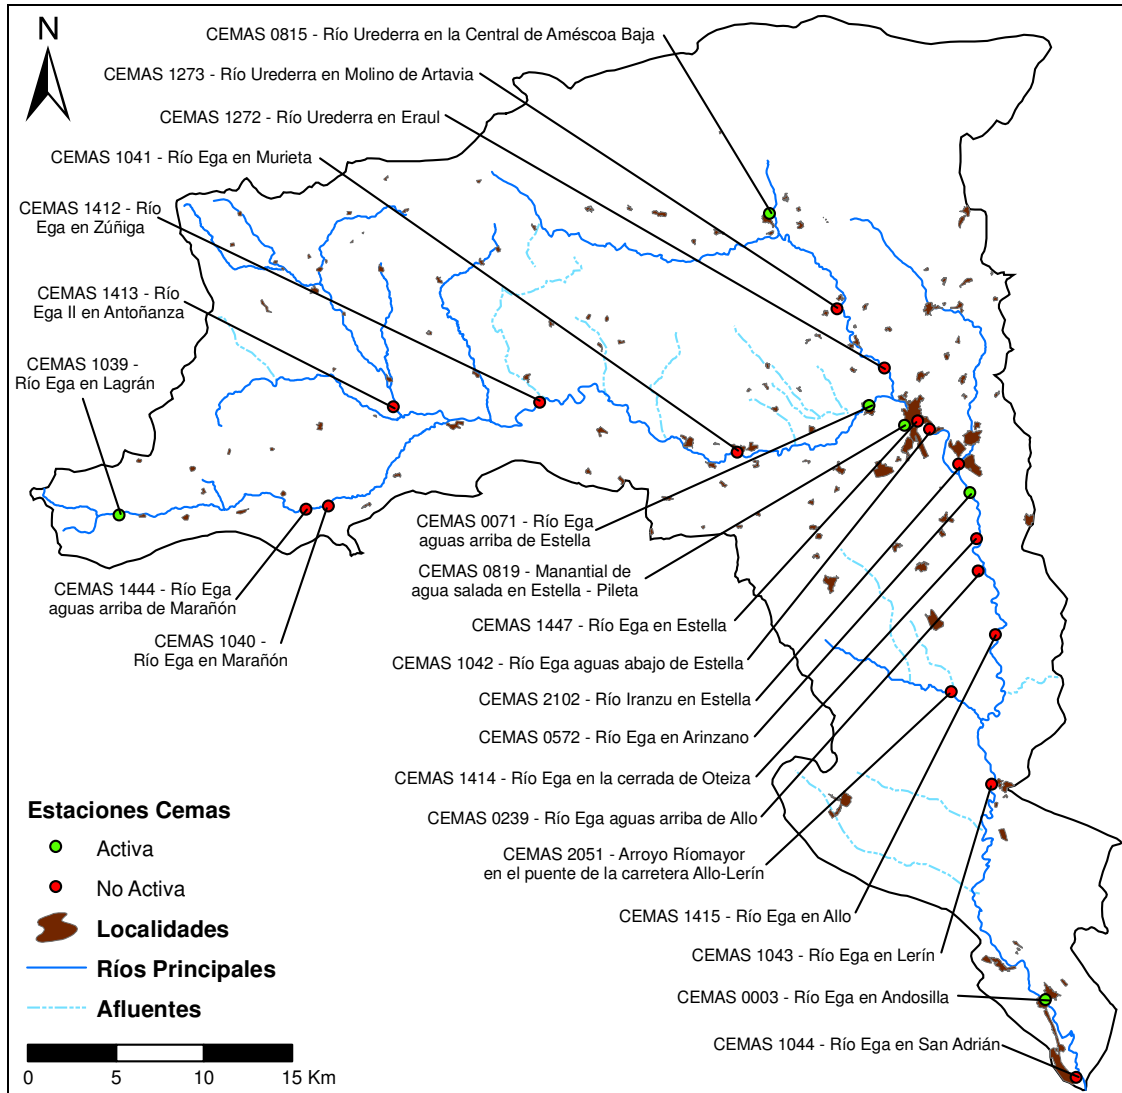 N
CEMAS 0815 - Río Urederra en la Central de Améscoa Baja
CEMAS 1273 - Río Urederra en Molino de Artavia
CEMAS 1272 - Río Urederra en Eraul
CEMAS 1041 - Río Ega en Murieta
CEMAS 1412 - Río
Ega en Zúñiga
CEMAS 1413 - Río
Ega II en Antoñanza
CEMAS 1039 -
Río Ega en Lagrán
CEMAS 1444 - Río Ega
aguas arriba de Marañón
CEMAS 1040 -
Río Ega en Marañón
CEMAS 0071 - Río Ega
aguas arriba de Estella
CEMAS 0819 - Manantial de
agua salada en Estella - Pileta
CEMAS 1447 - Río Ega en Estella
CEMAS 1042 - Río Ega aguas abajo de Estella
CEMAS 2102 - Río Iranzu en Estella
CEMAS 0572 - Río Ega en Arinzano
CEMAS 1414 - Río Ega en la cerrada de Oteiza
CEMAS 0239 - Río Ega aguas arriba de Allo
CEMAS 2051 - Arroyo Ríomayor
en el puente de la carretera Allo-Lerín
CEMAS 1415 - Río Ega en Allo
CEMAS 1043 - Río Ega en Lerín
CEMAS 0003 - Río Ega en Andosilla
CEMAS 1044 - Río Ega en San Adrián
Estaciones Cemas
Activa
No Activa
Localidades
Ríos Principales
Afluentes
0 5 10 15 Km